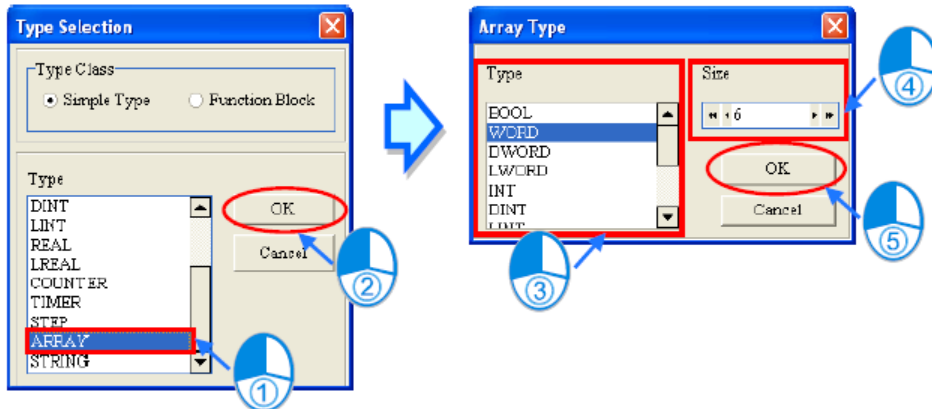 Type Selection
Type Class
Simple Type
Function Block
Type
DINT
LINT
REAL
LREAL
COUNTER
TIMER
STEP
ARRAY
STRING
OK
Cancel
①
②
Array Type
Type
BOOL
WORD
DWORD
LWORD
INT
DINT
LINT
Size
6
OK
Cancel
③
④
⑤